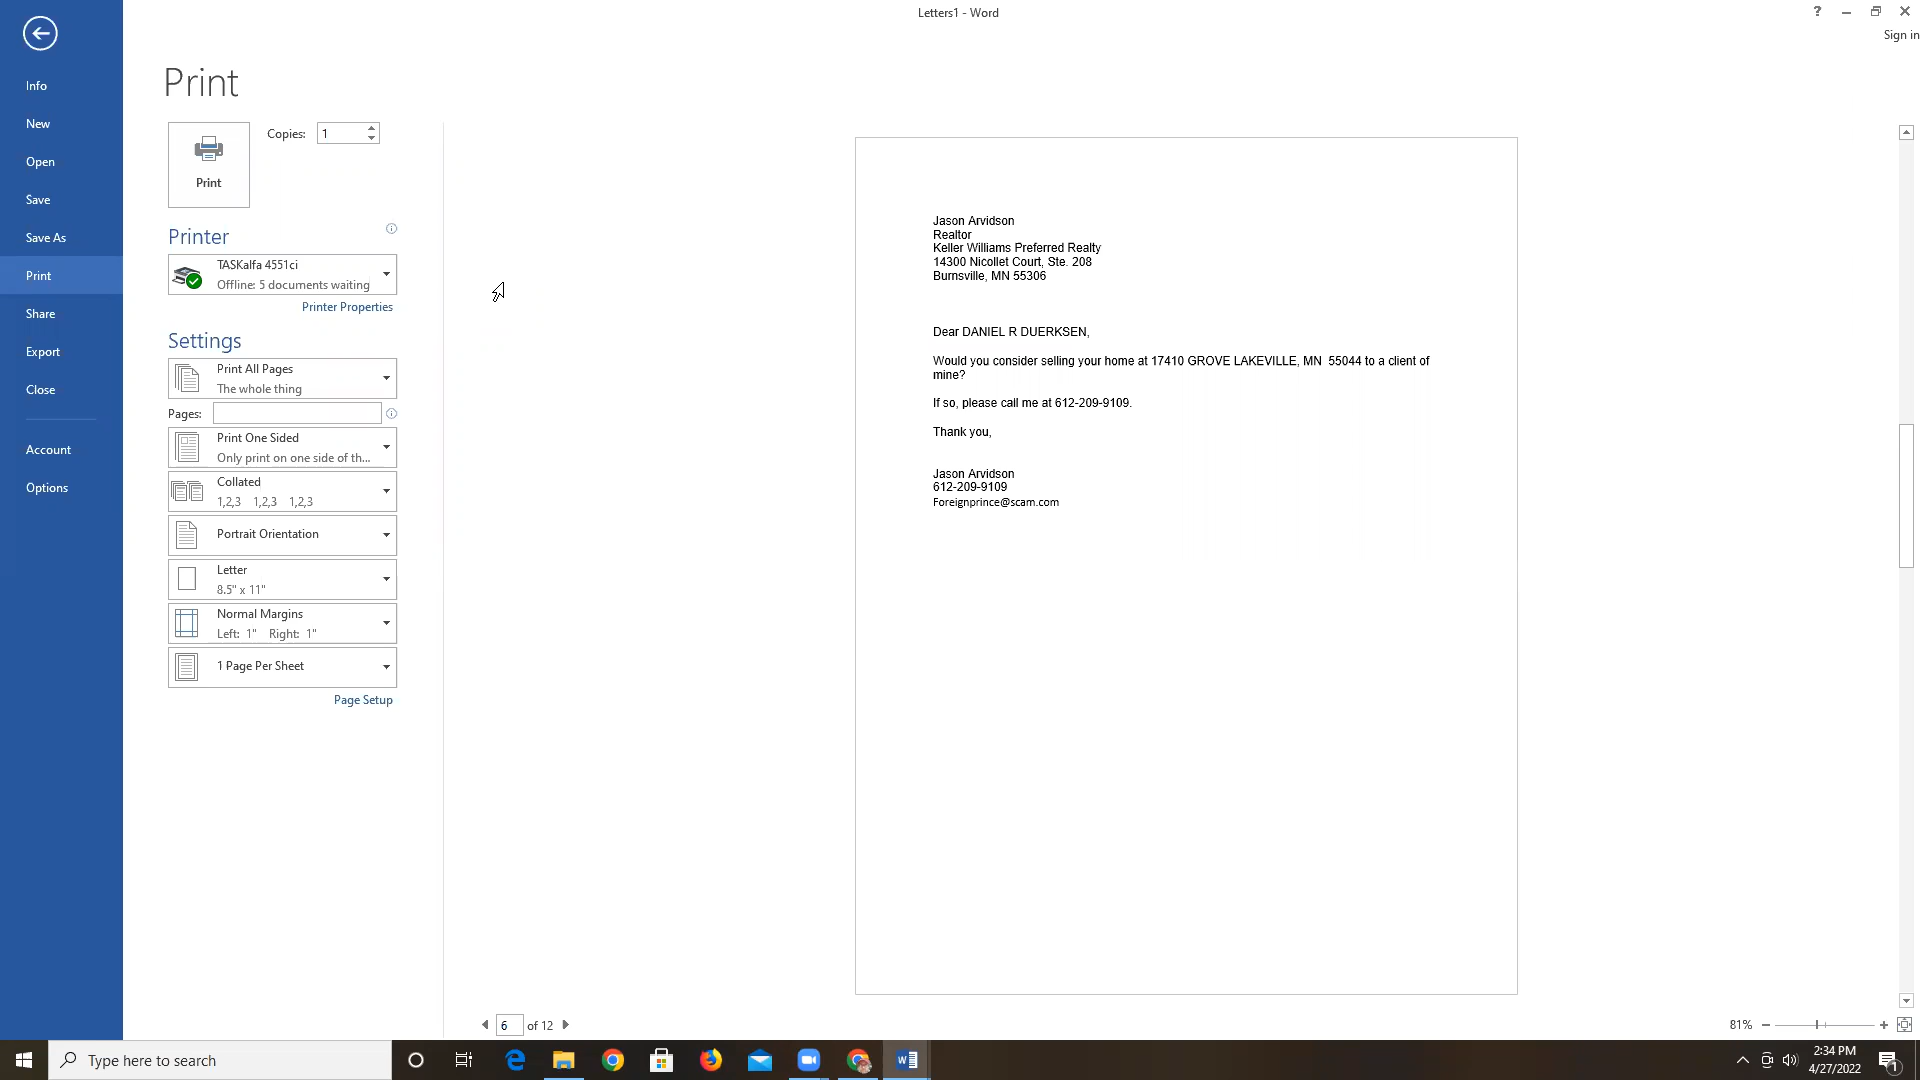 Letters1 - Word
?
Sign in
Info
New
Open
Save
Save As
Print
Share
Export
Close
Account
Options
Print
Print
Copies: 1
Printer
TASKalfa 4551ci
Offline: 5 documents waiting
Printer Properties
Settings
Print All Pages
The whole thing
Pages:
Print One Sided
Only print on one side of th...
Collated
1,2,3 1,2,3 1,2,3
Portrait Orientation
Letter
8.5" x 11"
Normal Margins
Left: 1" Right: 1"
1 Page Per Sheet
Page Setup
Jason Arvidson
Realtor
Keller Williams Preferred Realty
14300 Nicollet Court, Ste. 208
Burnsville, MN 55306
Dear DANIEL R DUERKSEN,
Would you consider selling your home at 17410 GROVE LAKEVILLE, MN 55044 to a client of
mine?
If so, please call me at 612-209-9109.
Thank you,
Jason Arvidson
612-209-9109
Foreignprince@scam.com
6 of 12
81%
Type here to search
2:34 PM
4/27/2022
1